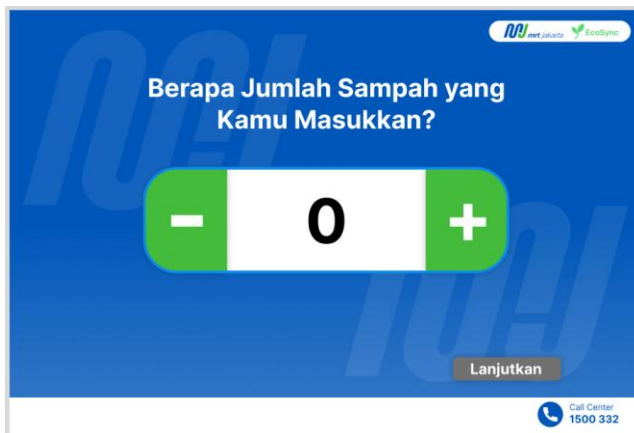 mrt jakarta EcoSync
Berapa Jumlah Sampah yang
Kamu Masukkan?
- 0 +
Lanjutkan
Call Center
1500 332